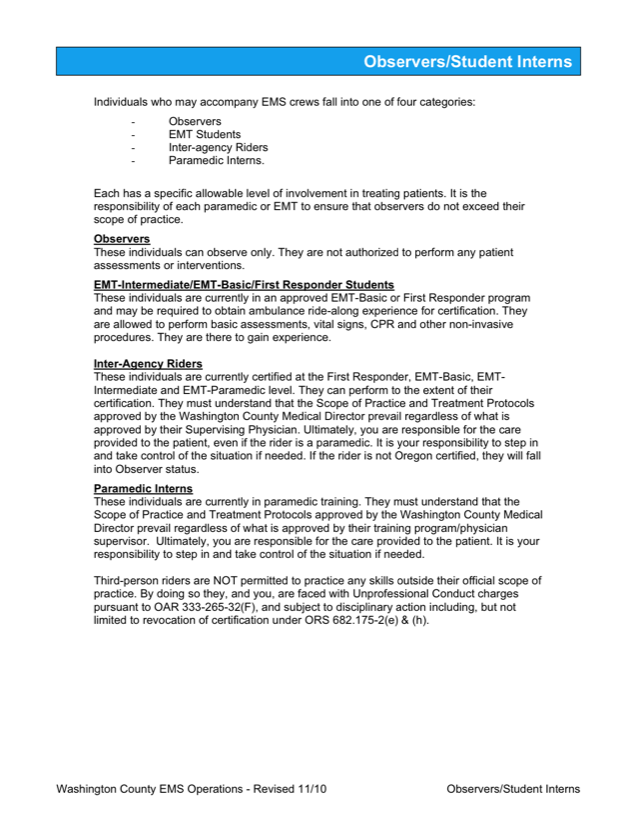 Observers/Student Interns
Individuals who may accompany EMS crews fall into one of four categories:
- Observers
- EMT Students
- Inter-agency Riders
- Paramedic Interns.
Each has a specific allowable level of involvement in treating patients. It is the
responsibility of each paramedic or EMT to ensure that observers do not exceed their
scope of practice.
Observers
These individuals can observe only. They are not authorized to perform any patient
assessments or interventions.
EMT-Intermediate/EMT-Basic/First Responder Students
These individuals are currently in an approved EMT-Basic or First Responder program
and may be required to obtain ambulance ride-along experience for certification. They
are allowed to perform basic assessments, vital signs, CPR and other non-invasive
procedures. They are there to gain experience.
Inter-Agency Riders
These individuals are currently certified at the First Responder, EMT-Basic, EMT-
Intermediate and EMT-Paramedic level. They can perform to the extent of their
certification. They must understand that the Scope of Practice and Treatment Protocols
approved by the Washington County Medical Director prevail regardless of what is
approved by their Supervising Physician. Ultimately, you are responsible for the care
provided to the patient, even if the rider is a paramedic. It is your responsibility to step in
and take control of the situation if needed. If the rider is not Oregon certified, they will fall
into Observer status.
Paramedic Interns
These individuals are currently in paramedic training. They must understand that the
Scope of Practice and Treatment Protocols approved by the Washington County Medical
Director prevail regardless of what is approved by their training program/physician
supervisor. Ultimately, you are responsible for the care provided to the patient. It is your
responsibility to step in and take control of the situation if needed.
Third-person riders are NOT permitted to practice any skills outside their official scope of
practice. By doing so they, and you, are faced with Unprofessional Conduct charges
pursuant to OAR 333-265-32(F), and subject to disciplinary action including, but not
limited to revocation of certification under ORS 682.175-2(e) & (h).
Washington County EMS Operations - Revised 11/10 Observers/Student Interns